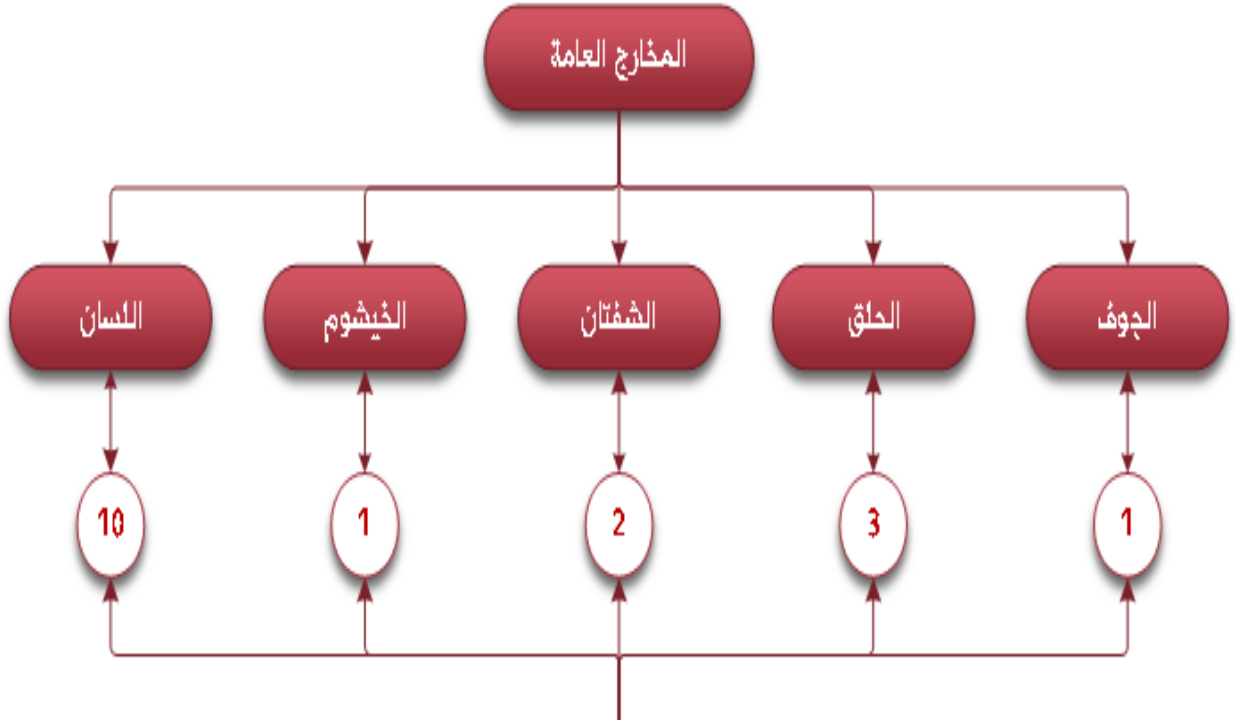 المخارج العامة
الجوف
الحلق
الشفتان
الخيشوم
اللسان
1
3
2
1
10